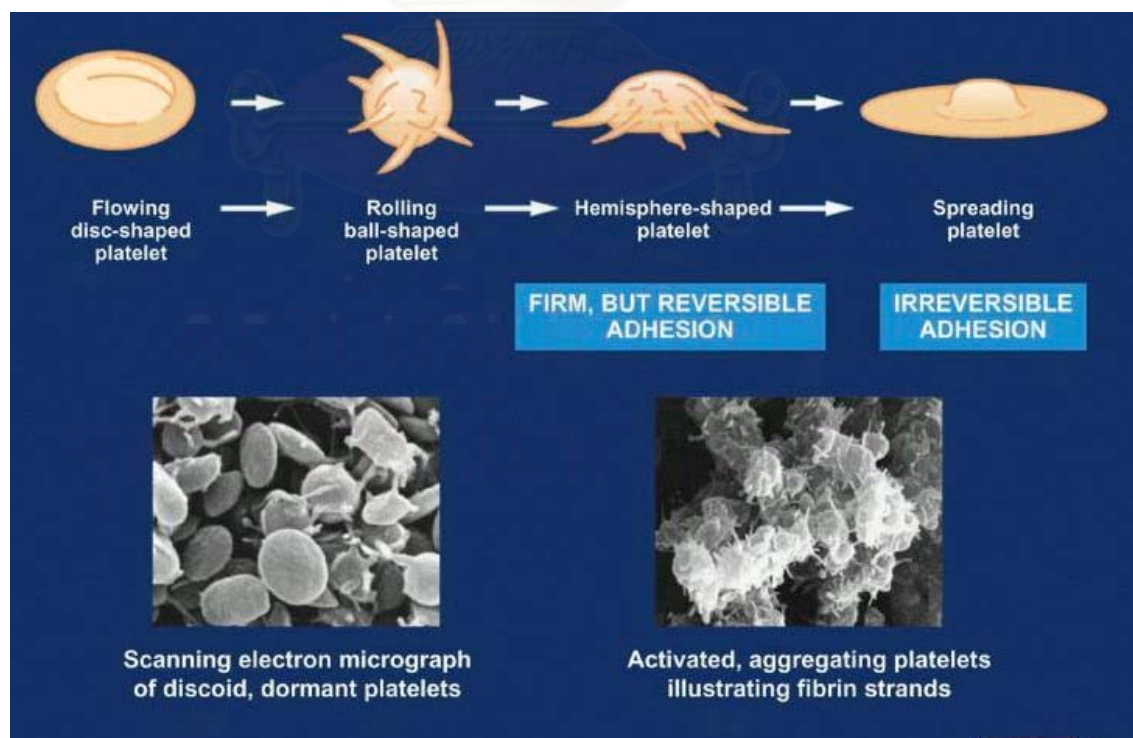 Flowing
disc-shaped
platelet
Rolling
ball-shaped
platelet
Hemisphere-shaped
platelet
Spreading
platelet
FIRM, BUT REVERSIBLE
ADHESION
IRREVERSIBLE
ADHESION
Scanning electron micrograph
of discoid, dormant platelets
Activated, aggregating platelets
illustrating fibrin strands